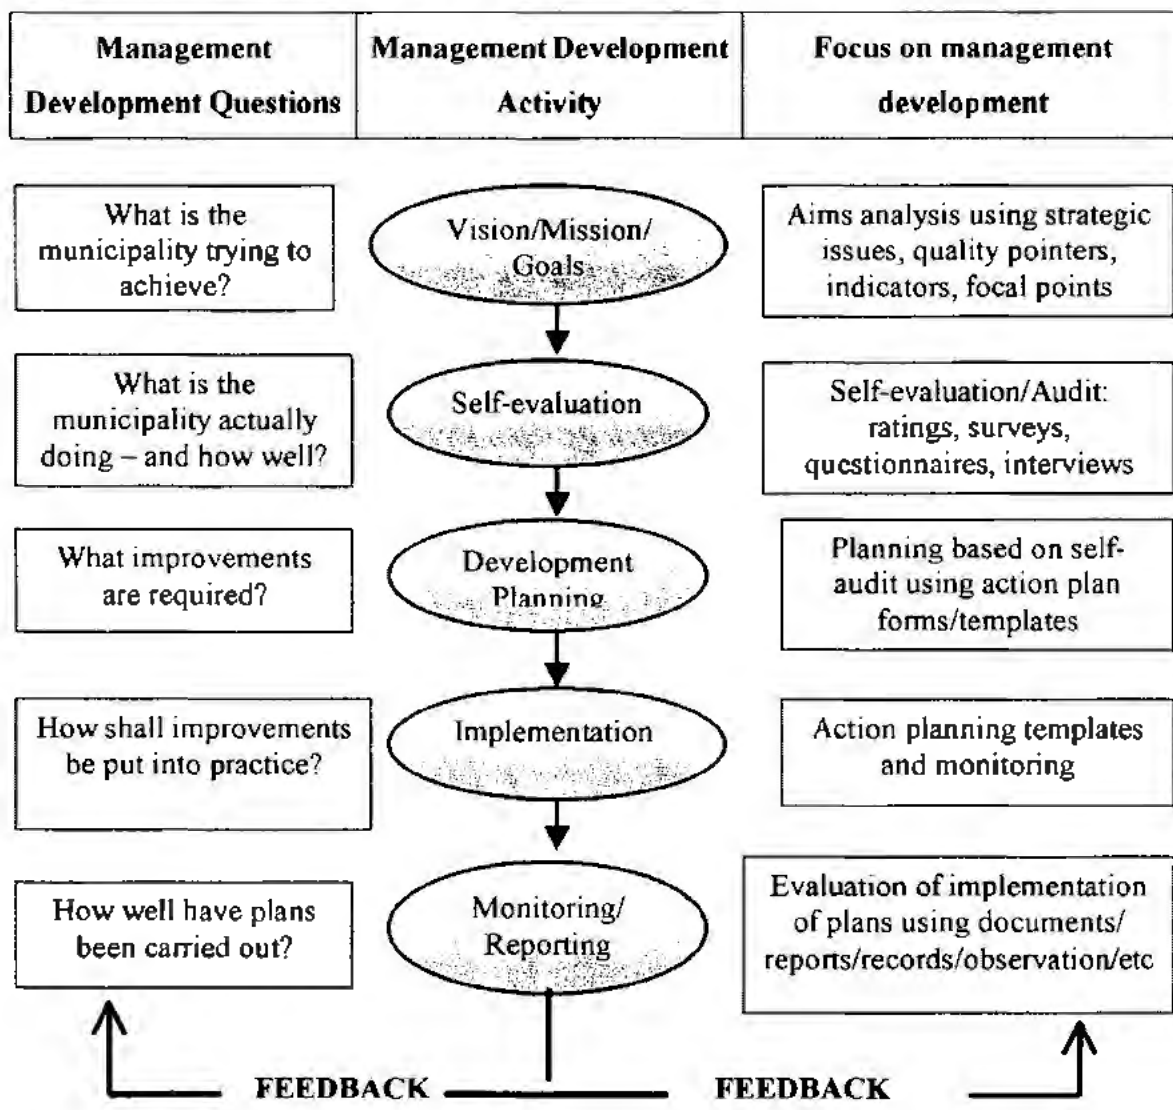 Management
Development Questions
Management Development
Activity
Focus on management
development
What is the
municipality trying to
achieve?
Vision/Mission/
Goals
Aims analysis using strategic
issues, quality pointers,
indicators, focal points
What is the
municipality actually
doing – and how well?
Self-evaluation
Self-evaluation/Audit:
ratings, surveys,
questionnaires, interviews
What improvements
are required?
Development
Planning
Planning based on self-
audit using action plan
forms/templates
How shall improvements
be put into practice?
Implementation
Action planning templates
and monitoring
How well have plans
been carried out?
Monitoring/
Reporting
Evaluation of implementation
of plans using documents/
reports/records/observation/etc
FEEDBACK
FEEDBACK